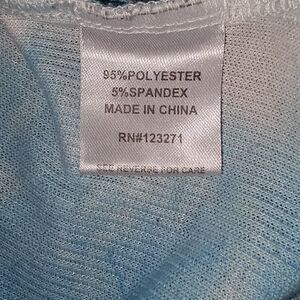 95%POLYESTER
5%SPANDEX
MADE IN CHINA
RN#123271
SEE REVERSE FOR CARE